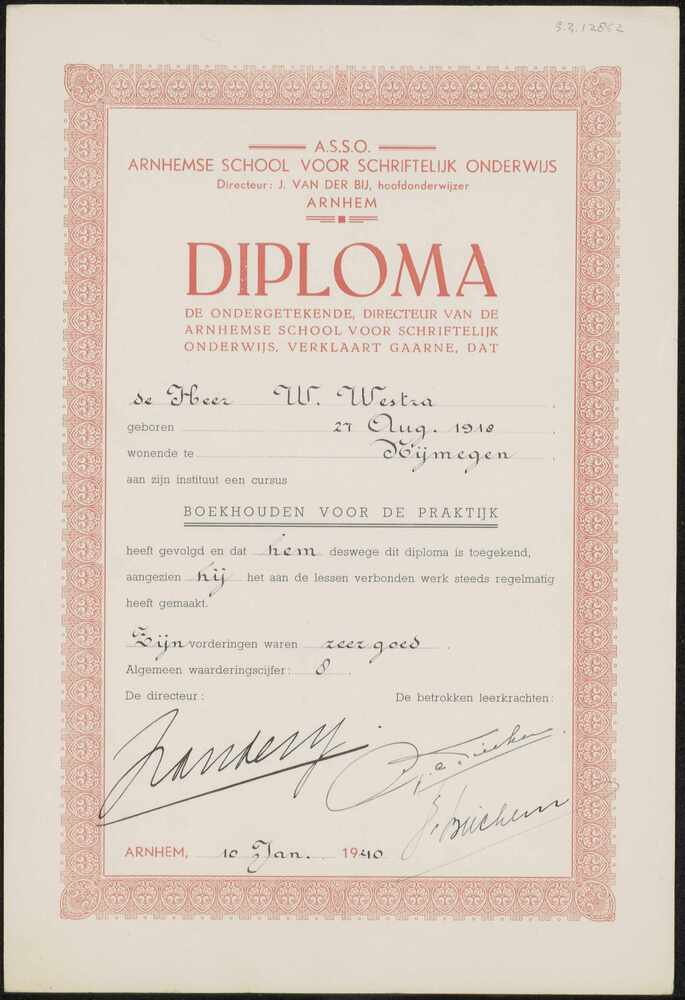 A.S.S.O.
ARNHEMSE SCHOOL VOOR SCHRIFTELIJK ONDERWIJS
Directeur: J. VAN DER BIJ, hoofdonderwijzer
ARNHEM
DIPLOMA
DE ONDERGETEKENDE, DIRECTEUR VAN DE
ARNHEMSE SCHOOL VOOR SCHRIFTELIJK
ONDERWIJS, VERKLAART GAARNE, DAT
de Heer W. Westra
geboren 27 Aug. 1918
wonende te Nijmegen
aan zijn instituut een cursus
BOEKHOUDEN VOOR DE PRAKTIJK
heeft gevolgd en dat hem deswege dit diploma is toegekend,
aangezien hij het aan de lessen verbonden werk steeds regelmatig
heeft gemaakt.
Zijn vorderingen waren zeer goed.
Algemeen waarderingscijfer: 8
De directeur: De betrokken leerkrachten:
ARNHEM, 10 Jan. 1940